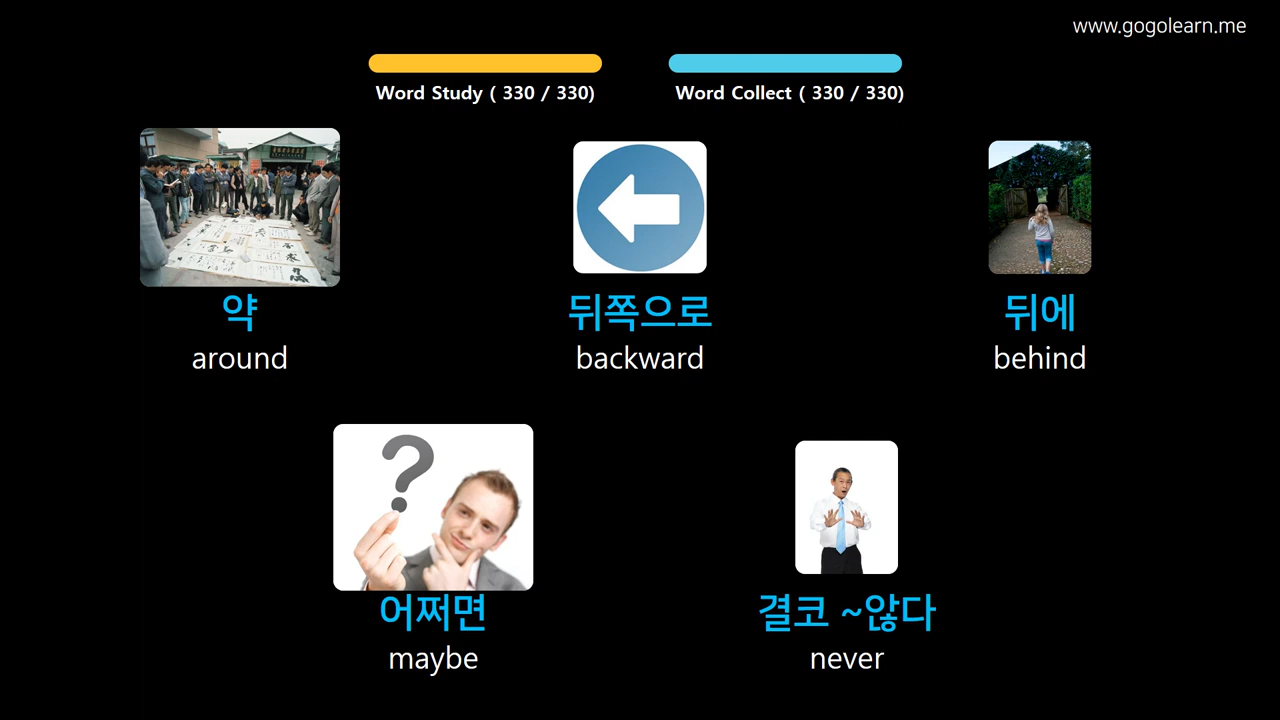 www.gogolearn.me
Word Study ( 330 / 330)
Word Collect ( 330 / 330)
약
around
뒤쪽으로
backward
뒤에
behind
어쩌면
maybe
결코 ~않다
never